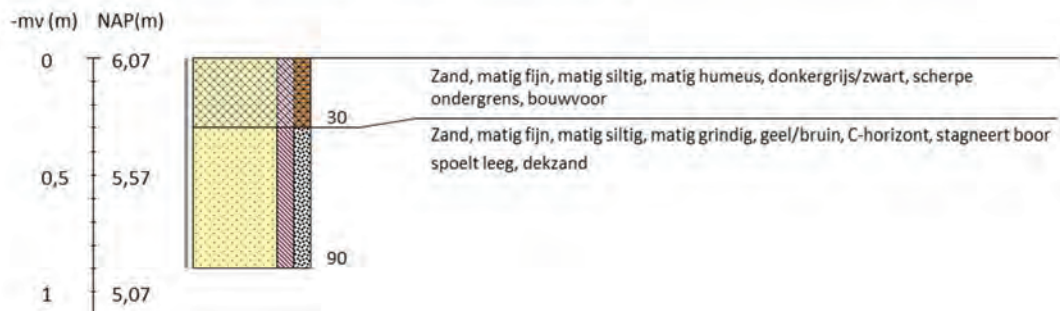 -mv (m) NAP(m)
0 6,07
Zand, matig fijn, matig siltig, matig humeus, donkergrijs/zwart, scherpe
ondergrens, bouwvoor
30
Zand, matig fijn, matig siltig, matig grindig, geel/bruin, C-horizont, stagneert boor
spoelt leeg, dekzand
0,5 5,57
90
1 5,07